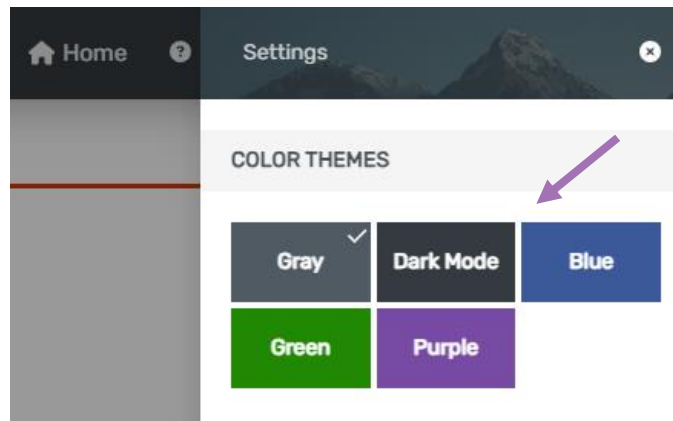 Home ?
Settings
COLOR THEMES
Gray Dark Mode Blue
Green Purple